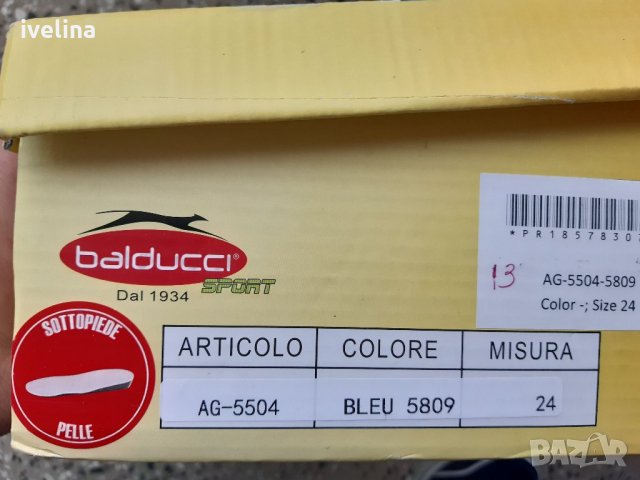 ivelina
balducci®
SPORT
Dal 1934
SOTTOPIEDE
PELLE
ARTICOLO COLORE MISURA
AG-5504 BLEU 5809 24
*PR1857830
13
AG-5504-5809
Color -; Size 24
BAZAR